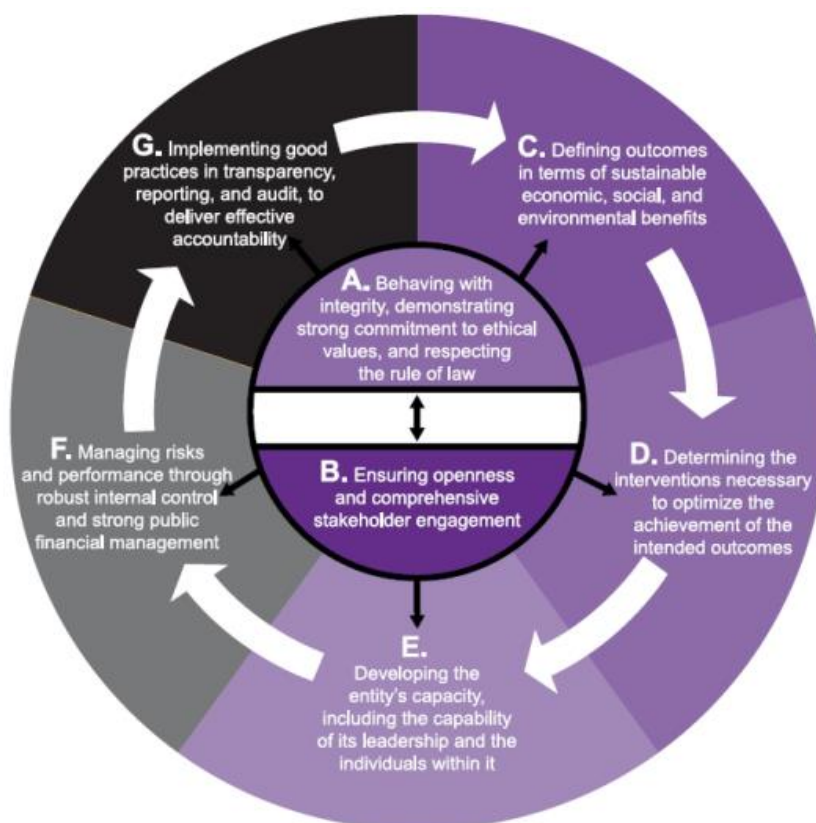 G. Implementing good
practices in transparency,
reporting, and audit, to
deliver effective
accountability
C. Defining outcomes
in terms of sustainable
economic, social, and
environmental benefits
A. Behaving with
integrity, demonstrating
strong commitment to ethical
values, and respecting
the rule of law
B. Ensuring openness
and comprehensive
stakeholder engagement
D. Determining the
interventions necessary
to optimize the
achievement of the
intended outcomes
E.
Developing the
entity's capacity,
including the capability
of its leadership and the
individuals within it
F. Managing risks
and performance through
robust internal control
and strong public
financial management